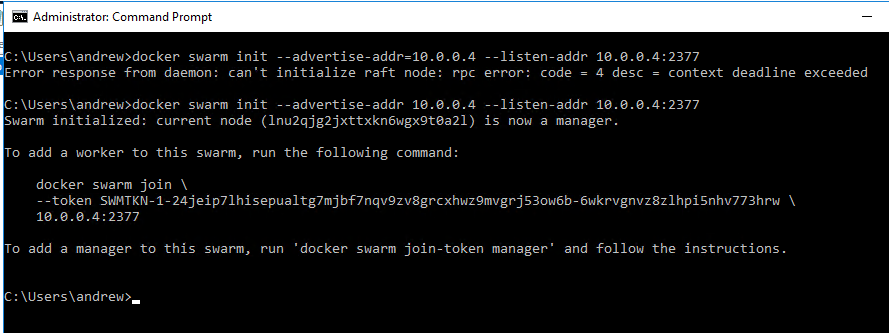 Administrator: Command Prompt
C:\Users\andrew>docker swarm init --advertise-addr=10.0.0.4 --listen-addr 10.0.0.4:2377
Error response from daemon: can't initialize raft node: rpc error: code = 4 desc = context deadline exceeded
C:\Users\andrew>docker swarm init --advertise-addr 10.0.0.4 --listen-addr 10.0.0.4:2377
Swarm initialized: current node (lnu2qjg2jxttxkn6wgx9t0a2l) is now a manager.
To add a worker to this swarm, run the following command:
docker swarm join \
--token SWMTKN-1-24jeip7lhisepualtg7mjbf7nqv9zv8grcxhwz9mvgrj53ow6b-6wkrvgnvz8zlhpi5nhv773hrw \
10.0.0.4:2377
To add a manager to this swarm, run 'docker swarm join-token manager' and follow the instructions.
C:\Users\andrew>